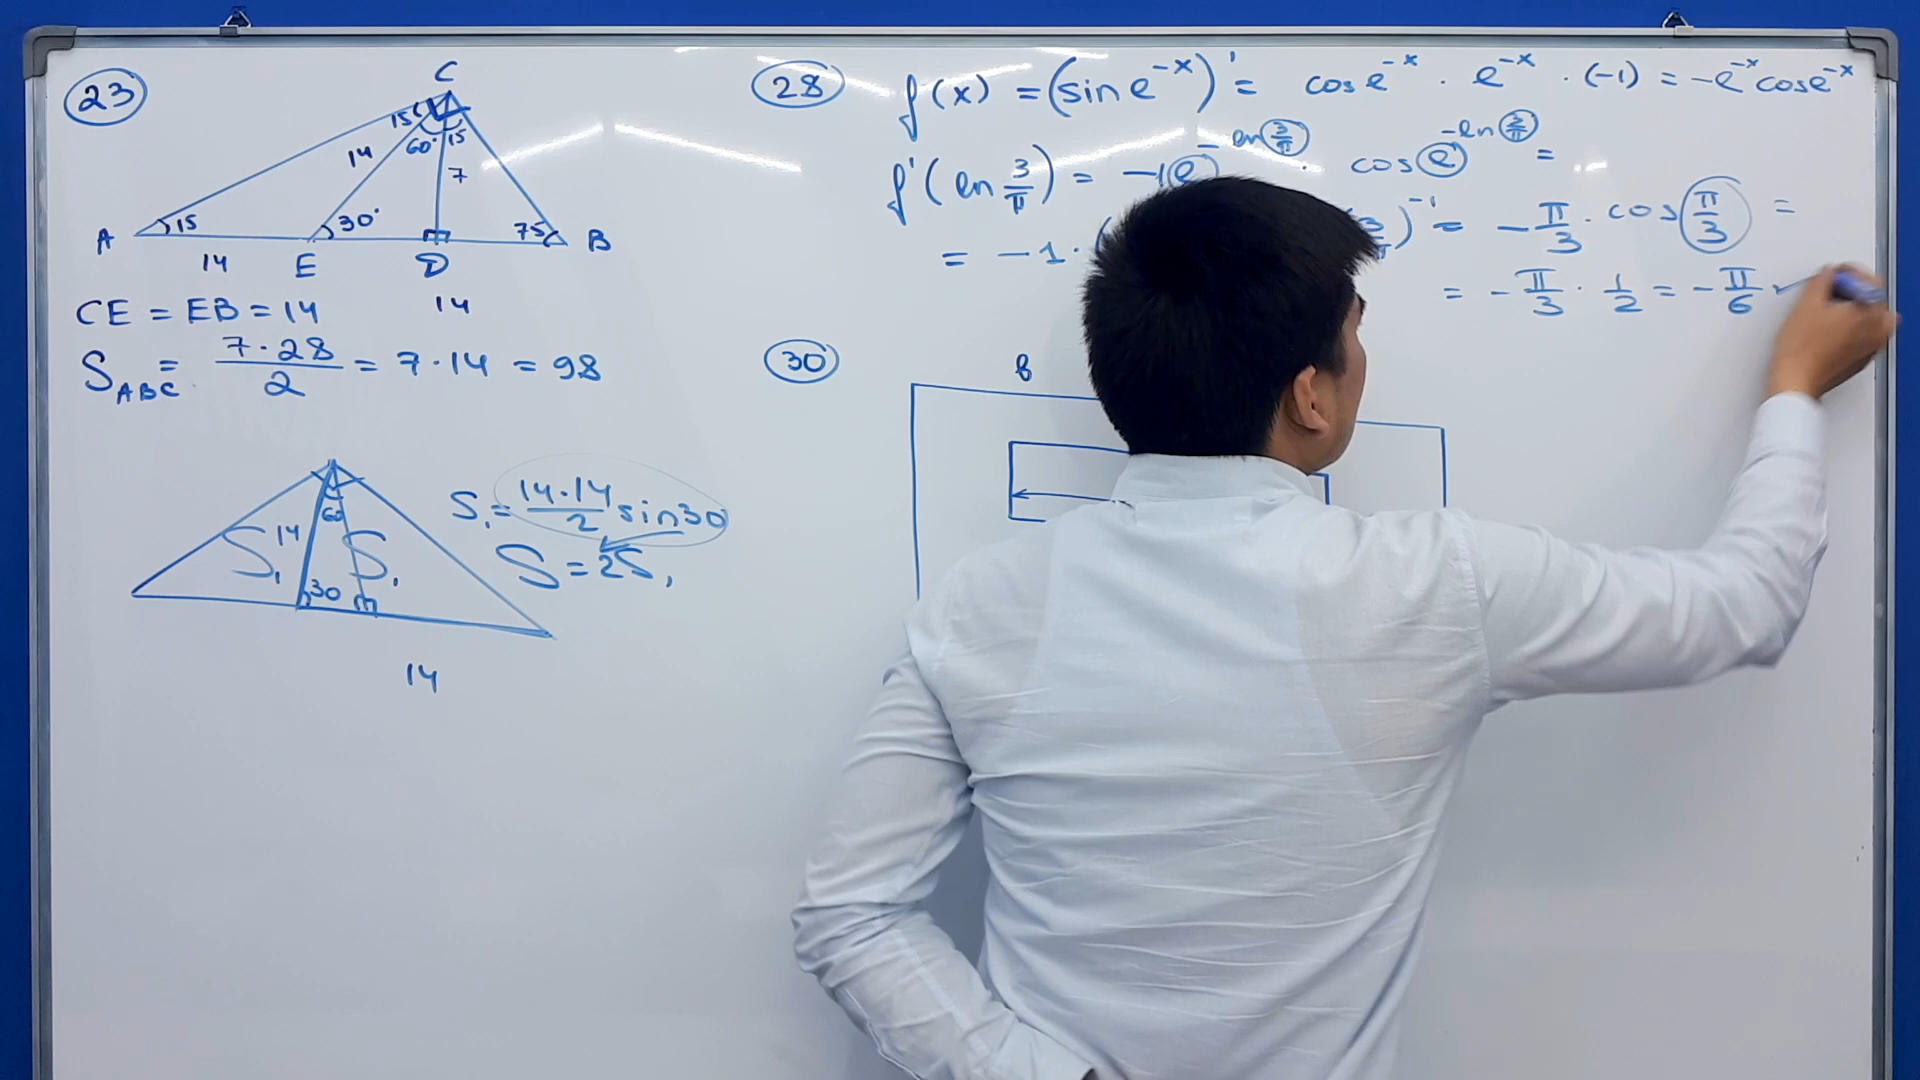 23
C
15 60° 15
14
7
A 15 30° 75 B
14 E D
CE = EB = 14 14
S_ABC = 7·28/2 = 7·14 = 98
60
14
S₁ S₁
30
14
S₁ = 14·14/2 sin30
S = 2S₁
28 f(x) = (sin e^-x)' = cos e^-x · e^-x · (-1) = -e^-x cos e^-x
f'(ln 3/π) = -1 e^-ln 3/π · cos e^-ln 3/π =
= -1 · ( )^-1 = -π/3 · cos π/3 =
= -π/3 · 1/2 = -π/6
30
в